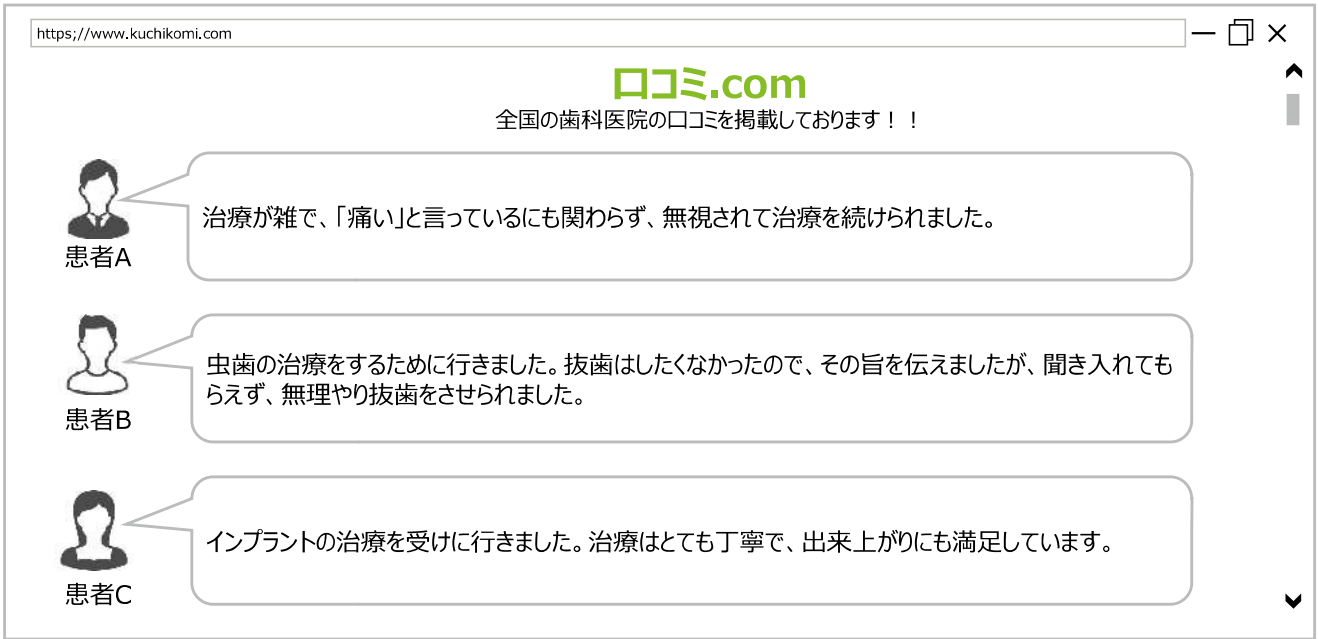 https;//www.kuchikomi.com
口コミ.com
全国の歯科医院の口コミを掲載しております！！
治療が雑で、「痛い」と言っているにも関わらず、無視されて治療を続けられました。
患者A
虫歯の治療をするために行きました。抜歯はしたくなかったので、その旨を伝えましたが、聞き入れても
らえず、無理やり抜歯をさせられました。
患者B
インプラントの治療を受けに行きました。治療はとても丁寧で、出来上がりにも満足しています。
患者C